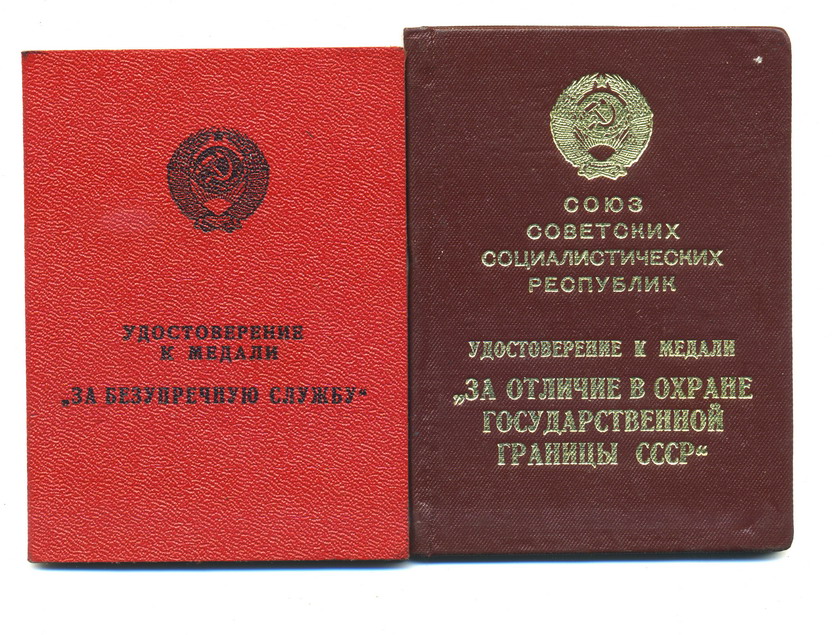 УДОСТОВЕРЕНИЕ
К МЕДАЛИ
„ЗА БЕЗУПРЕЧНУЮ СЛУЖБУ“
СОЮЗ
СОВЕТСКИХ
СОЦИАЛИСТИЧЕСКИХ
РЕСПУБЛИК
УДОСТОВЕРЕНИЕ К МЕДАЛИ
„ЗА ОТЛИЧИЕ В ОХРАНЕ
ГОСУДАРСТВЕННОЙ
ГРАНИЦЫ СССР“